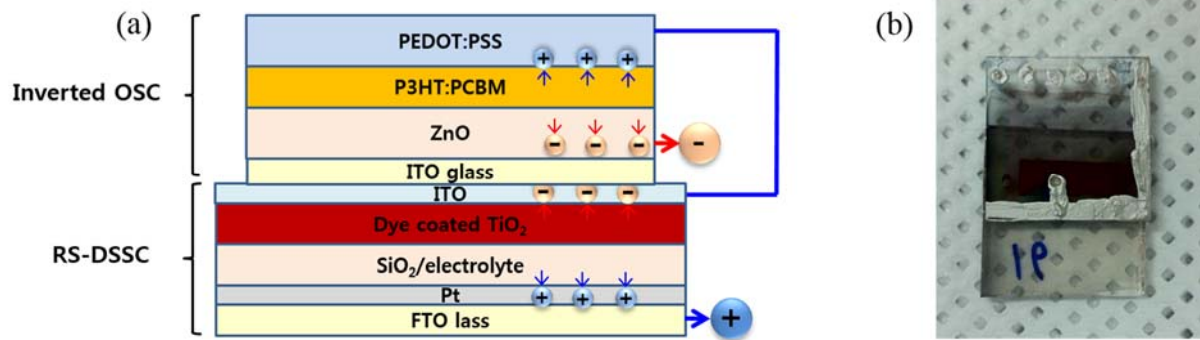 (a)
(b)
Inverted OSC
PEDOT:PSS
P3HT:PCBM
ZnO
ITO glass
RS-DSSC
ITO
Dye coated TiO₂
SiO₂/electrolyte
Pt
FTO lass
19